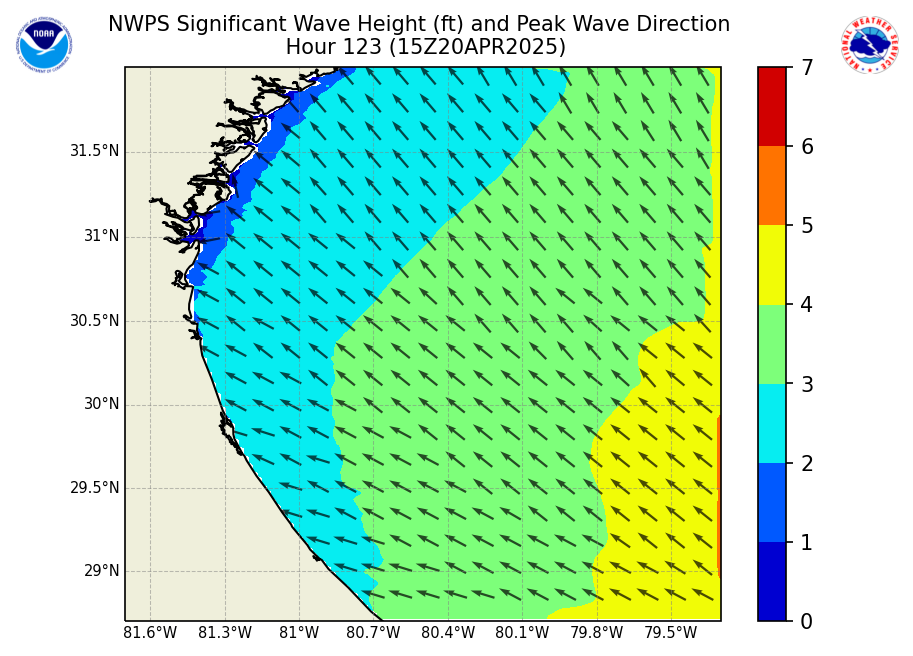 NWPS Significant Wave Height (ft) and Peak Wave Direction
Hour 123 (15Z20APR2025)
NOAA
NATIONAL WEATHER SERVICE
31.5°N
31°N
30.5°N
30°N
29.5°N
29°N
81.6°W 81.3°W 81°W 80.7°W 80.4°W 80.1°W 79.8°W 79.5°W
7
6
5
4
3
2
1
0